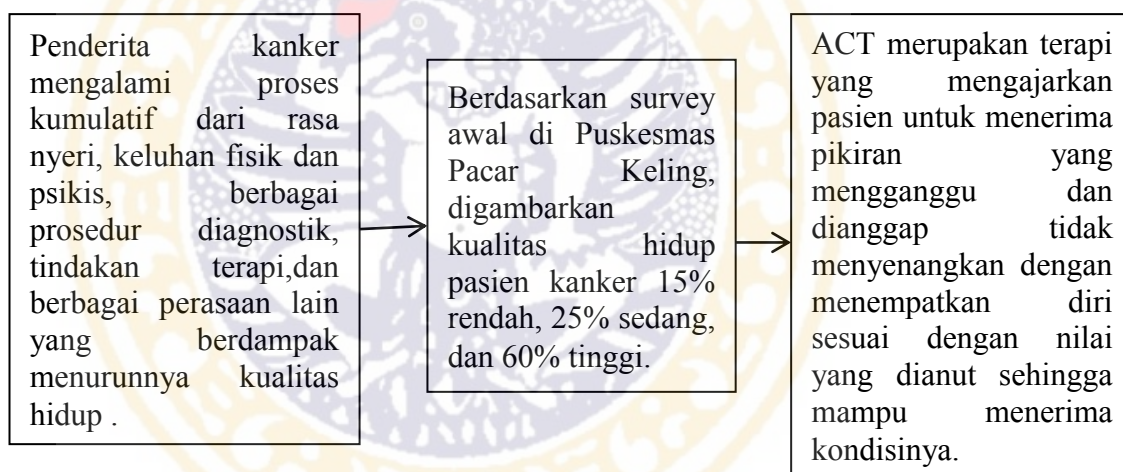 Penderita kanker
mengalami proses
kumulatif dari rasa
nyeri, keluhan fisik dan
psikis, berbagai
prosedur diagnostik,
tindakan terapi,dan
berbagai perasaan lain
yang berdampak
menurunnya kualitas
hidup .
Berdasarkan survey
awal di Puskesmas
Pacar Keling,
digambarkan
kualitas hidup
pasien kanker 15%
rendah, 25% sedang,
dan 60% tinggi.
ACT merupakan terapi
yang mengajarkan
pasien untuk menerima
pikiran yang
mengganggu dan
dianggap tidak
menyenangkan dengan
menempatkan diri
sesuai dengan nilai
yang dianut sehingga
mampu menerima
kondisinya.